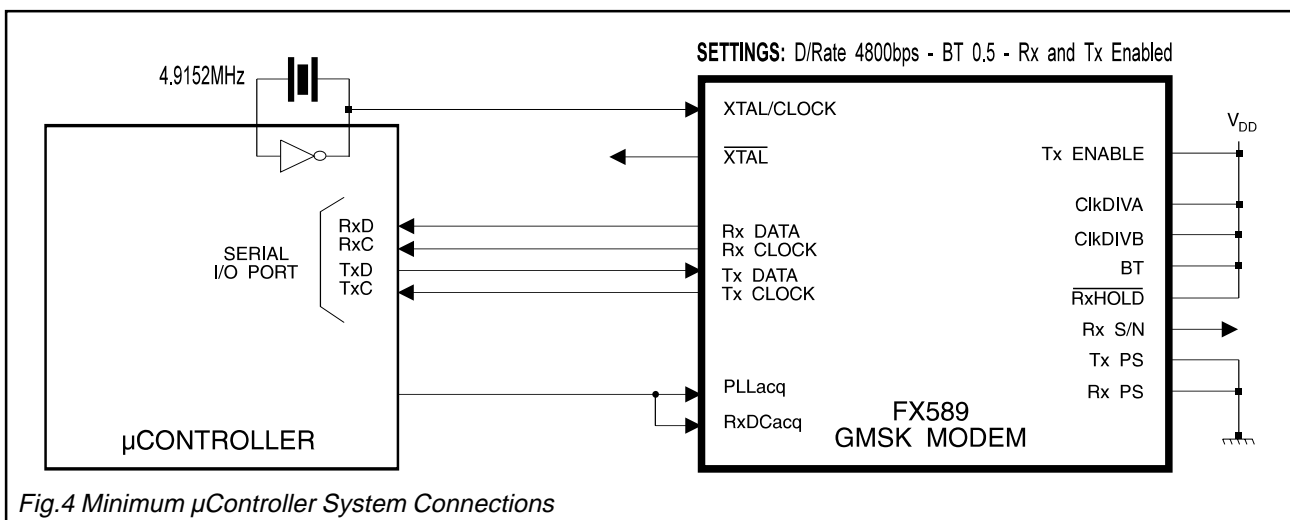 SETTINGS: D/Rate 4800bps - BT 0.5 - Rx and Tx Enabled
4.9152MHz
XTAL/CLOCK
XTAL
VDD
Tx ENABLE
ClkDIVA
ClkDIVB
BT
RxHOLD
Rx S/N
Tx PS
Rx PS
SERIAL
I/O PORT
RxD
RxC
TxD
TxC
Rx DATA
Rx CLOCK
Tx DATA
Tx CLOCK
PLLacq
RxDCacq
µCONTROLLER
FX589
GMSK MODEM
Fig.4 Minimum µController System Connections